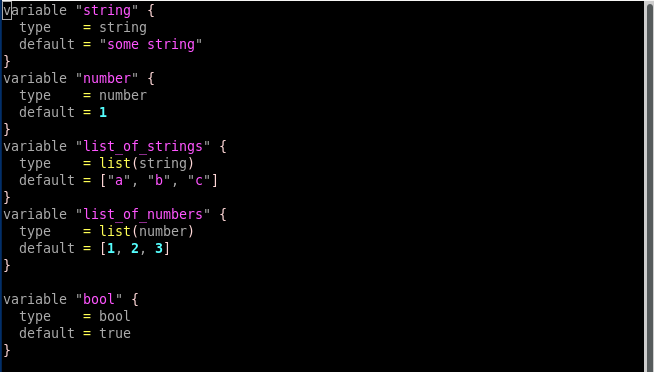 variable "string" {
  type    = string
  default = "some string"
}
variable "number" {
  type    = number
  default = 1
}
variable "list_of_strings" {
  type    = list(string)
  default = ["a", "b", "c"]
}
variable "list_of_numbers" {
  type    = list(number)
  default = [1, 2, 3]
}

variable "bool" {
  type    = bool
  default = true
}